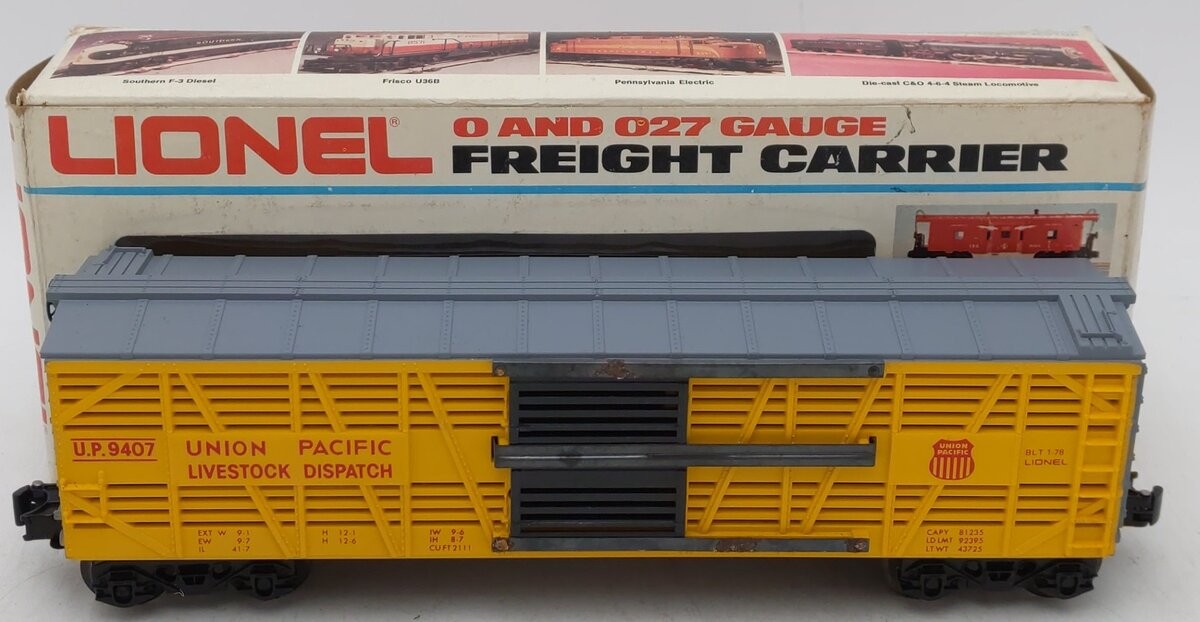 Southern F-3 Diesel
Frisco U36B
Pennsylvania Electric
Die-cast C&O 4-6-4 Steam Locomotive
LIONEL®
O AND O27 GAUGE
FREIGHT CARRIER
U.P. 9407
UNION PACIFIC
LIVESTOCK DISPATCH
UNION
PACIFIC
BLT 1-78
LIONEL
EXT W 9-1
EW 9-7
IL 41-7
H 12-1
H 12-6
IW 9-6
IH 8-7
CU FT 2111
CAPY 81235
LD LMT 92395
LT WT 43725